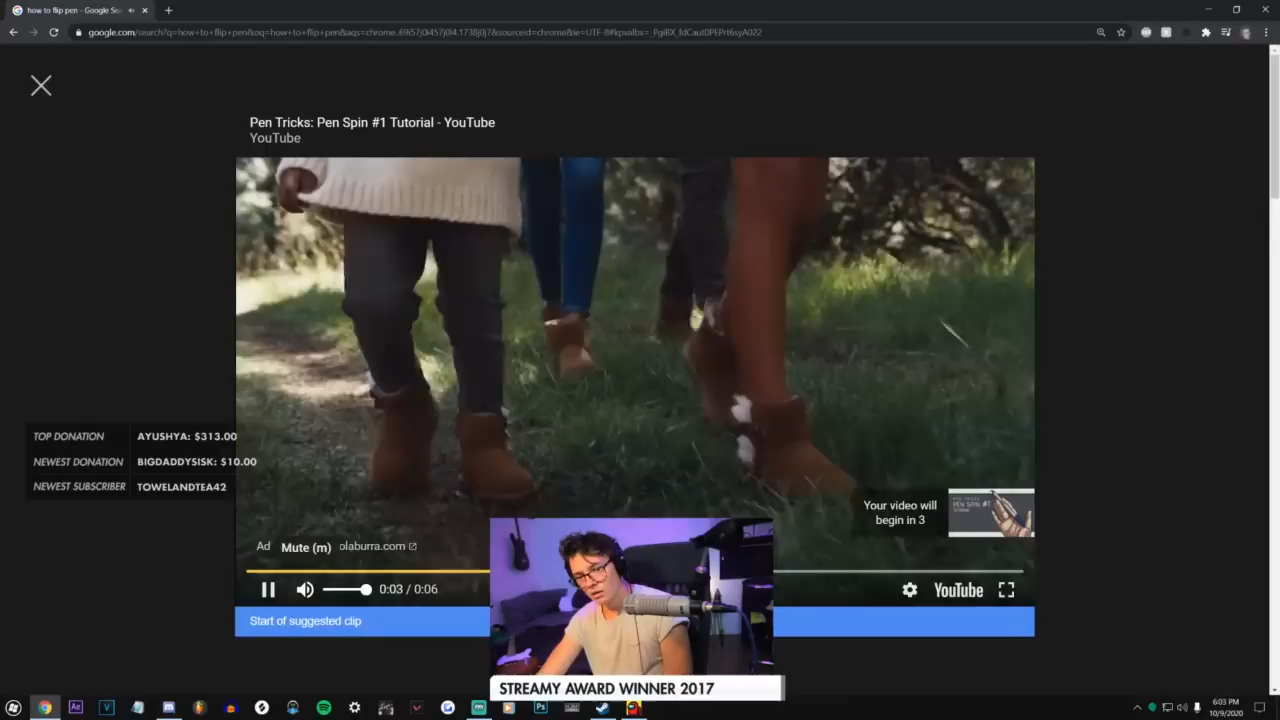 how to flip pen - Google Sea
google.com/search?q=how+to+flip+pen&oq=how+to+flip+pen&aqs=chrome..69i57j0i457j0l4.1738j0j7&sourceid=chrome&ie=UTF-8#kpvalbx=
Pen Tricks: Pen Spin #1 Tutorial - YouTube
YouTube
TOP DONATION AYUSHYA: $313.00
NEWEST DONATION BIGDADDYSISK: $10.00
NEWEST SUBSCRIBER TOWELANDTEA42
Your video will
begin in 3
PEN SPIN #1
Ad Mute (m) olaburra.com
0:03 / 0:06 YouTube
Start of suggested clip
STREAMY AWARD WINNER 2017
6:03 PM
10/9/2020